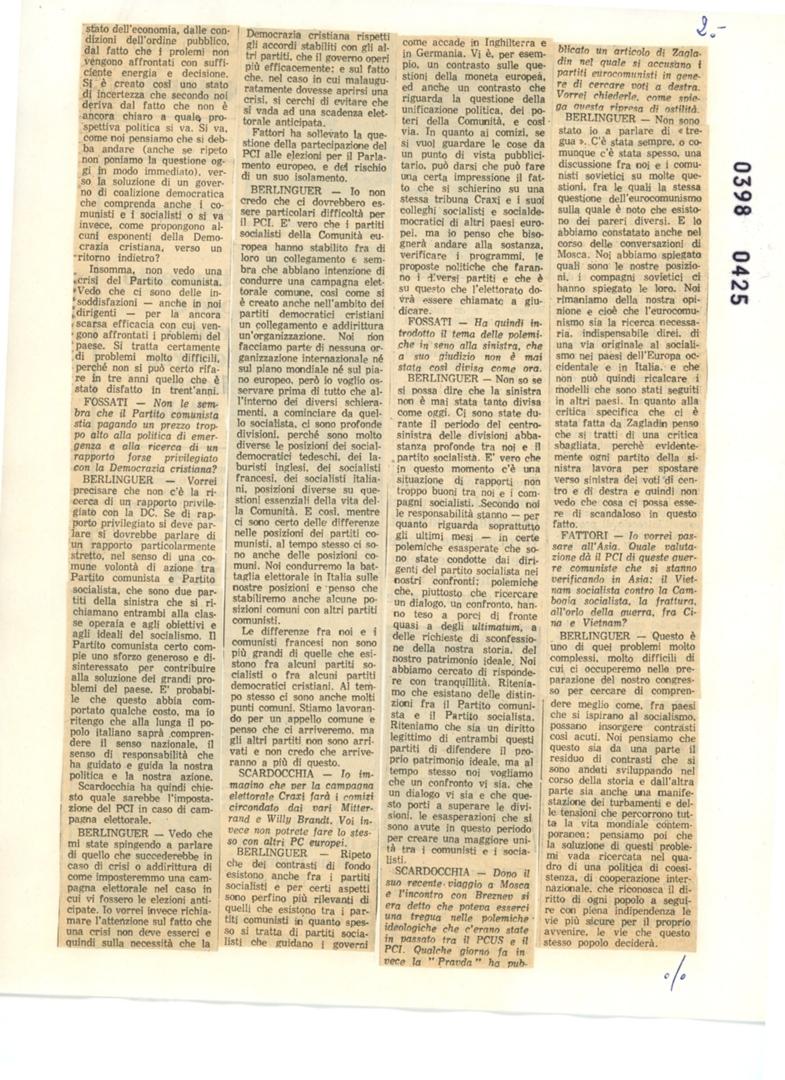 2.-
stato dell'economia, dalle con-
dizioni dell'ordine pubblico,
dal fatto che i prolemi non
vengono affrontati con suffi-
ciente energia e decisione.
Si è creato così uno stato
di incertezza che secondo noi
deriva dal fatto che non è
ancora chiaro a quale pro-
spettiva politica si va. Si va,
come noi pensiamo che si deb-
ba andare (anche se ripeto
non poniamo la questione og-
gi in modo immediato), ver-
so la soluzione di un gover-
no di coalizione democratica
che comprenda anche i co-
munisti e i socialisti o si va
invece, come propongono al-
cuni esponenti della Demo-
crazia cristiana, verso un
ritorno indietro?
Insomma, non vedo una
crisi del Partito comunista.
Vedo che ci sono delle in-
soddisfazioni — anche in noi
dirigenti — per la ancora
scarsa efficacia con cui ven-
gono affrontati i problemi del
paese. Si tratta certamente
di problemi molto difficili,
perché non si può certo rifa-
re in tre anni quello che è
stato disfatto in trent'anni.
FOSSATI — Non le sem-
bra che il Partito comunista
stia pagando un prezzo trop-
po alto alla politica di emer-
genza e alla ricerca di un
rapporto forse privilegiato
con la Democrazia cristiana?
BERLINGUER — Vorrei
precisare che non c'è la ri-
cerca di un rapporto privile-
giato con la DC. Se di rap-
porto privilegiato si deve par-
lare si dovrebbe parlare di
un rapporto particolarmente
stretto, nel senso di una co-
mune volontà di azione tra
Partito comunista e Partito
socialista, che sono due par-
titi della sinistra che si ri-
chiamano entrambi alla clas-
se operaia e agli obiettivi e
agli ideali del socialismo. Il
Partito comunista certo com-
pie uno sforzo generoso e di-
sinteressato per contribuire
alla soluzione dei grandi pro-
blemi del paese. E' probabi-
le che questo abbia com-
portato qualche costo, ma io
ritengo che alla lunga il po-
polo italiano saprà compren-
dere il senso nazionale, il
senso di responsabilità che
ha guidato e guida la nostra
politica e la nostra azione.
Scardocchia ha quindi chie-
sto quale sarebbe l'imposta-
zione del PCI in caso di cam-
pagna elettorale.
BERLINGUER — Vedo che
mi state spingendo a parlare
di quello che succederebbe in
caso di crisi o addirittura di
come imposteremmo una cam-
pagna elettorale nel caso in
cui vi fossero le elezioni anti-
cipate. Io vorrei invece richia-
mare l'attenzione sul fatto che
una crisi non deve esserci e
quindi sulla necessità che la
Democrazia cristiana rispetti
gli accordi stabiliti con gli al-
tri partiti, che il governo operi
più efficacemente; e sul fatto
che, nel caso in cui malaugu-
ratamente dovesse aprirsi una
crisi, si cerchi di evitare che
si vada ad una scadenza elet-
torale anticipata.
Fattori ha sollevato la que-
stione della partecipazione del
PCI alle elezioni per il Parla-
mento europeo, e del rischio
di un suo isolamento.
BERLINGUER — Io non
credo che ci dovrebbero es-
sere particolari difficoltà per
il PCI. E' vero che i partiti
socialisti della Comunità eu-
ropea hanno stabilito fra di
loro un collegamento e sem-
bra che abbiano intenzione di
condurre una campagna elet-
torale comune, così come si
è creato anche nell'ambito dei
partiti democratici cristiani
un collegamento e addirittura
un'organizzazione. Noi non
facciamo parte di nessuna or-
ganizzazione internazionale né
sul piano mondiale né sul pia-
no europeo, però io voglio os-
servare prima di tutto che al-
l'interno dei diversi schiera-
menti, a cominciare da quel-
lo socialista, ci sono profonde
divisioni, perché sono molto
diverse le posizioni dei social-
democratici tedeschi, dei la-
buristi inglesi, dei socialisti
francesi, dei socialisti italia-
ni, posizioni diverse su que-
stioni essenziali della vita del-
la Comunità. E così, mentre
ci sono certo delle differenze
nelle posizioni dei partiti co-
munisti, al tempo stesso ci so-
no anche delle posizioni co-
muni. Noi condurremo la bat-
taglia elettorale in Italia sulle
nostre posizioni e penso che
stabiliremo anche alcune po-
sizioni comuni con altri partiti
comunisti.
Le differenze fra noi e i
comunisti francesi non sono
più grandi di quelle che esi-
stono fra alcuni partiti so-
cialisti o fra alcuni partiti
democratici cristiani. Al tem-
po stesso ci sono anche molti
punti comuni. Stiamo lavoran-
do per un appello comune e
penso che ci arriveremo, ma
gli altri partiti non sono arri-
vati e non credo che arrive-
ranno a più di questo.
SCARDOCCHIA — Io im-
magino che per la campagna
elettorale Craxi farà i comizi
circondato dai vari Mitter-
rand e Willy Brandt. Voi in-
vece non potrete fare lo stes-
so con altri PC europei.
BERLINGUER — Ripeto
che dei contrasti di fondo
esistono anche fra i partiti
socialisti e per certi aspetti
sono perfino più rilevanti di
quelli che esistono tra i par-
titi comunisti in quanto spes-
so si tratta di partiti socia-
listi che guidano i governi
come accade in Inghilterra e
in Germania. Vi è, per esem-
pio, un contrasto sulle que-
stioni della moneta europea,
ed anche un contrasto che
riguarda la questione della
unificazione politica, dei po-
teri della Comunità, e così
via. In quanto ai comizi, se
si vuol guardare le cose da
un punto di vista pubblici-
tario, può darsi che può fare
una certa impressione il fat-
to che si schierino su una
stessa tribuna Craxi e i suoi
colleghi socialisti e socialde-
mocratici di altri paesi euro-
pei, ma io penso che biso-
gnerà andare alla sostanza,
verificare i programmi, le
proposte politiche che faran-
no i diversi partiti e che è
su questo che l'elettorato do-
vrà essere chiamato a giu-
dicare.
FOSSATI — Ha quindi in-
trodotto il tema delle polemi-
che in seno alla sinistra, che
a suo giudizio non è mai
stata così divisa come ora.
BERLINGUER — Non so se
si possa dire che la sinistra
non è mai stata tanto divisa
come oggi. Ci sono state du-
rante il periodo del centro-
sinistra delle divisioni abba-
stanza profonde tra noi e il
partito socialista. E' vero che
in questo momento c'è una
situazione di rapporti non
troppo buoni tra noi e i com-
pagni socialisti. Secondo noi
le responsabilità stanno — per
quanto riguarda soprattutto
gli ultimi mesi — in certe
polemiche esasperate che so-
no state condotte dai diri-
genti del partito socialista nei
nostri confronti; polemiche
che, piuttosto che ricercare
un dialogo, un confronto, han-
no teso a porci di fronte
quasi a degli ultimatum, a
delle richieste di sconfessio-
ne della nostra storia, del
nostro patrimonio ideale. Noi
abbiamo cercato di risponde-
re con tranquillità. Ritenia-
mo che esistano delle distin-
zioni fra il Partito comuni-
sta e il Partito socialista.
Riteniamo che sia un diritto
legittimo di entrambi questi
partiti di difendere il pro-
prio patrimonio ideale, ma al
tempo stesso noi vogliamo
che un confronto vi sia, che
un dialogo vi sia e che que-
sto porti a superare le divi-
sioni, le esasperazioni che si
sono avute in questo periodo
per creare una maggiore uni-
tà tra i comunisti e i socia-
listi.
SCARDOCCHIA — Dopo il
suo recente viaggio a Mosca
e l'incontro con Breznev si
era detto che poteva esserci
una tregua nelle polemiche
ideologiche che c'erano state
in passato tra il PCUS e il
PCI. Qualche giorno fa in-
vece la "Pravda" ha pub-
blicato un articolo di Zagla-
din nel quale si accusano i
partiti eurocomunisti in gene-
re di cercare voti a destra.
Vorrei chiederle, come spie-
ga questa ripresa di ostilità.
BERLINGUER — Non sono
stato io a parlare di « tre-
gua ». C'è stata sempre, o co-
munque c'è stata spesso, una
discussione fra noi e i comu-
nisti sovietici su molte que-
stioni, fra le quali la stessa
questione dell'eurocomunismo
sulla quale è noto che esisto-
no dei pareri diversi. E lo
abbiamo constatato anche nel
corso delle conversazioni di
Mosca. Noi abbiamo spiegato
quali sono le nostre posizio-
ni, i compagni sovietici ci
hanno spiegato le loro. Noi
rimaniamo della nostra opi-
nione e cioè che l'eurocomu-
nismo sia la ricerca necessa-
ria, indispensabile direi, di
una via originale al sociali-
smo nei paesi dell'Europa oc-
cidentale e in Italia, e che
non può quindi ricalcare i
modelli che sono stati seguiti
in altri paesi. In quanto alla
critica specifica che ci è
stata fatta da Zagladin penso
che si tratti di una critica
sbagliata, perchè evidente-
mente ogni partito della si-
nistra lavora per spostare
verso sinistra dei voti di cen-
tro e di destra e quindi non
vedo che cosa ci possa esse-
re di scandaloso in questo
fatto.
FATTORI — Io vorrei pas-
sare all'Asia. Quale valuta-
zione dà il PCI di queste guer-
re comuniste che si stanno
verificando in Asia: il Viet-
nam socialista contro la Cam-
bogia socialista, la frattura,
all'orlo della guerra, fra Ci-
na e Vietnam?
BERLINGUER — Questo è
uno di quei problemi molto
complessi, molto difficili di
cui ci occuperemo nelle pre-
parazione del nostro congres-
so per cercare di compren-
dere meglio come, fra paesi
che si ispirano al socialismo,
possano insorgere contrasti
così acuti. Noi pensiamo che
questo sia da una parte il
residuo di contrasti che si
sono andati sviluppando nel
corso della storia e dall'altra
parte sia anche una manife-
stazione dei turbamenti e del-
le tensioni che percorrono tut-
ta la vita mondiale contem-
poranea; pensiamo poi che
la soluzione di questi proble-
mi vada ricercata nel qua-
dro di una politica di coesi-
stenza, di cooperazione inter-
nazionale, che riconosca il di-
ritto di ogni popolo a segui-
re con piena indipendenza le
vie più sicure per il proprio
avvenire, le vie che questo
stesso popolo deciderà.
0398 0425
o/o